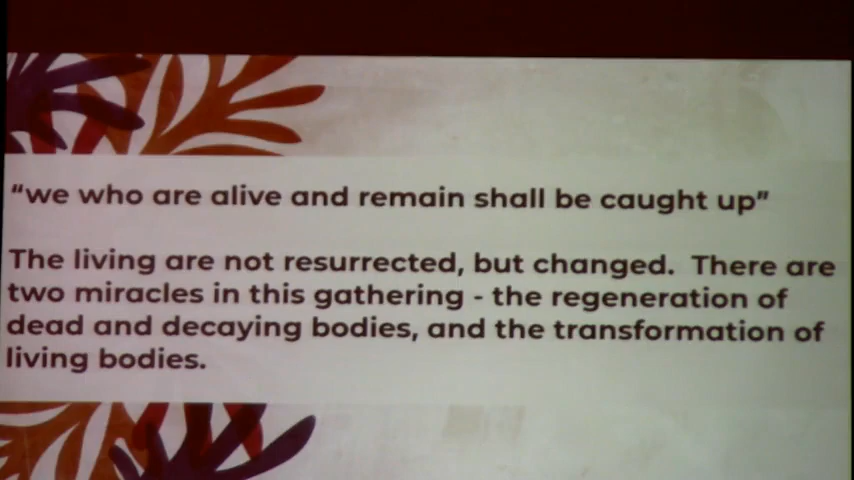 “we who are alive and remain shall be caught up”
The living are not resurrected, but changed.  There are
two miracles in this gathering - the regeneration of
dead and decaying bodies, and the transformation of
living bodies.